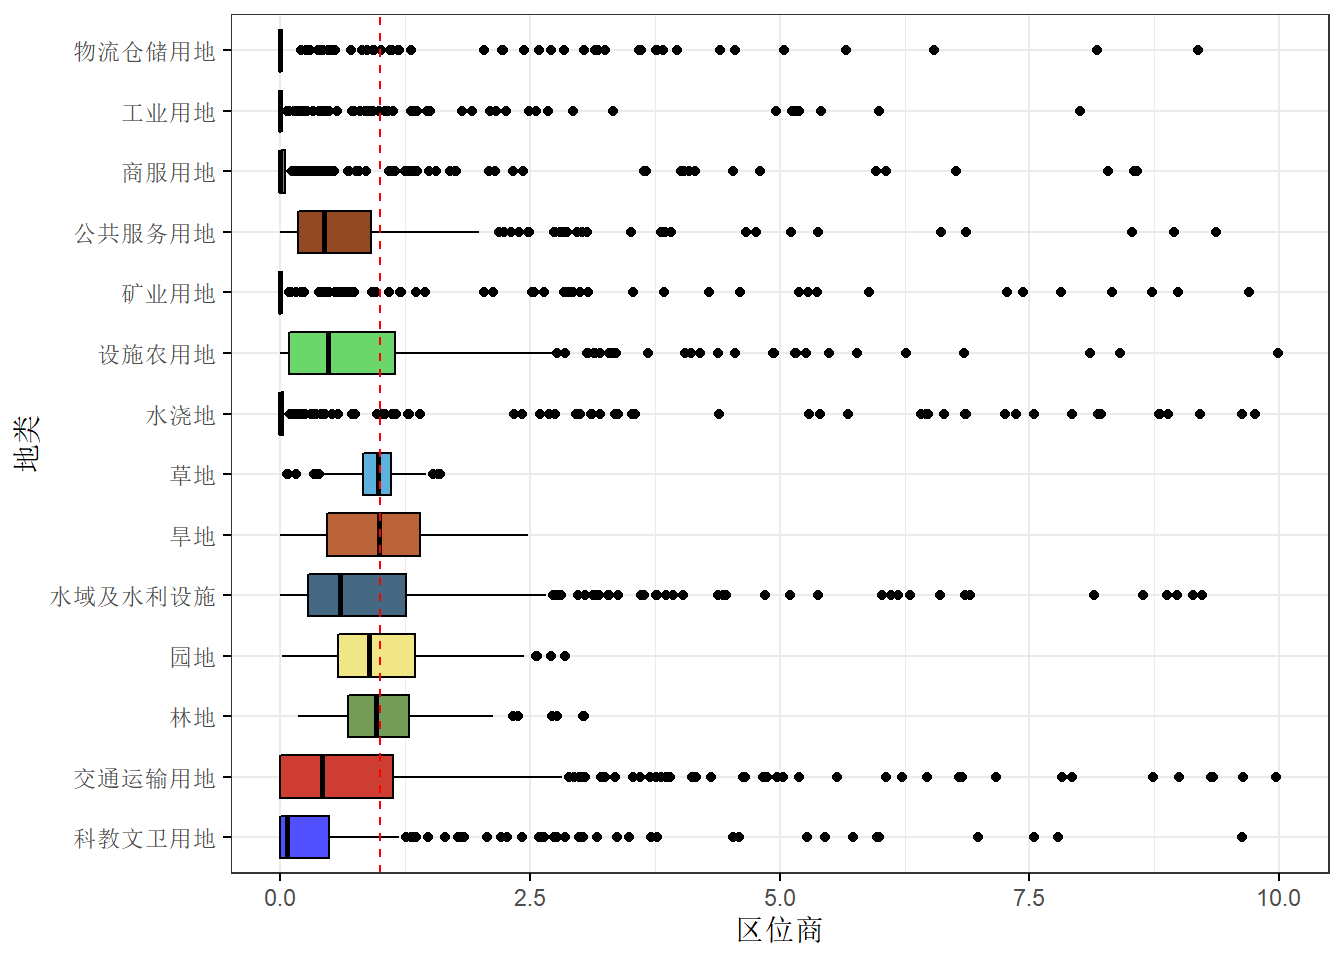 物流仓储用地
工业用地
商服用地
公共服务用地
矿业用地
设施农用地
水浇地
草地
旱地
水域及水利设施
园地
林地
交通运输用地
科教文卫用地
地类
0.0 2.5 5.0 7.5 10.0
区位商